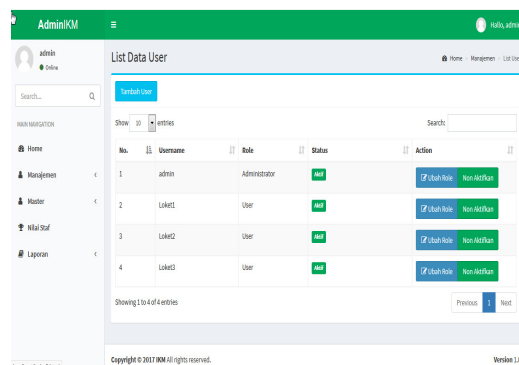 AdminIKM
Hallo, admin
admin
Online
List Data User
Home Manajemen List User
Search...
Tambah User
MAIN NAVIGATION
Show 10 entries
Search:
Home
No. Username Role Status Action
Manajemen
1 admin Administrator Aktif Ubah Role Non Aktifkan
Master
2 Loket1 User Aktif Ubah Role Non Aktifkan
Nilai Staf
3 Loket2 User Aktif Ubah Role Non Aktifkan
Laporan
4 Loket3 User Aktif Ubah Role Non Aktifkan
Showing 1 to 4 of 4 entries
Previous 1 Next
Copyright © 2017 IKM All rights reserved.
Version 1.